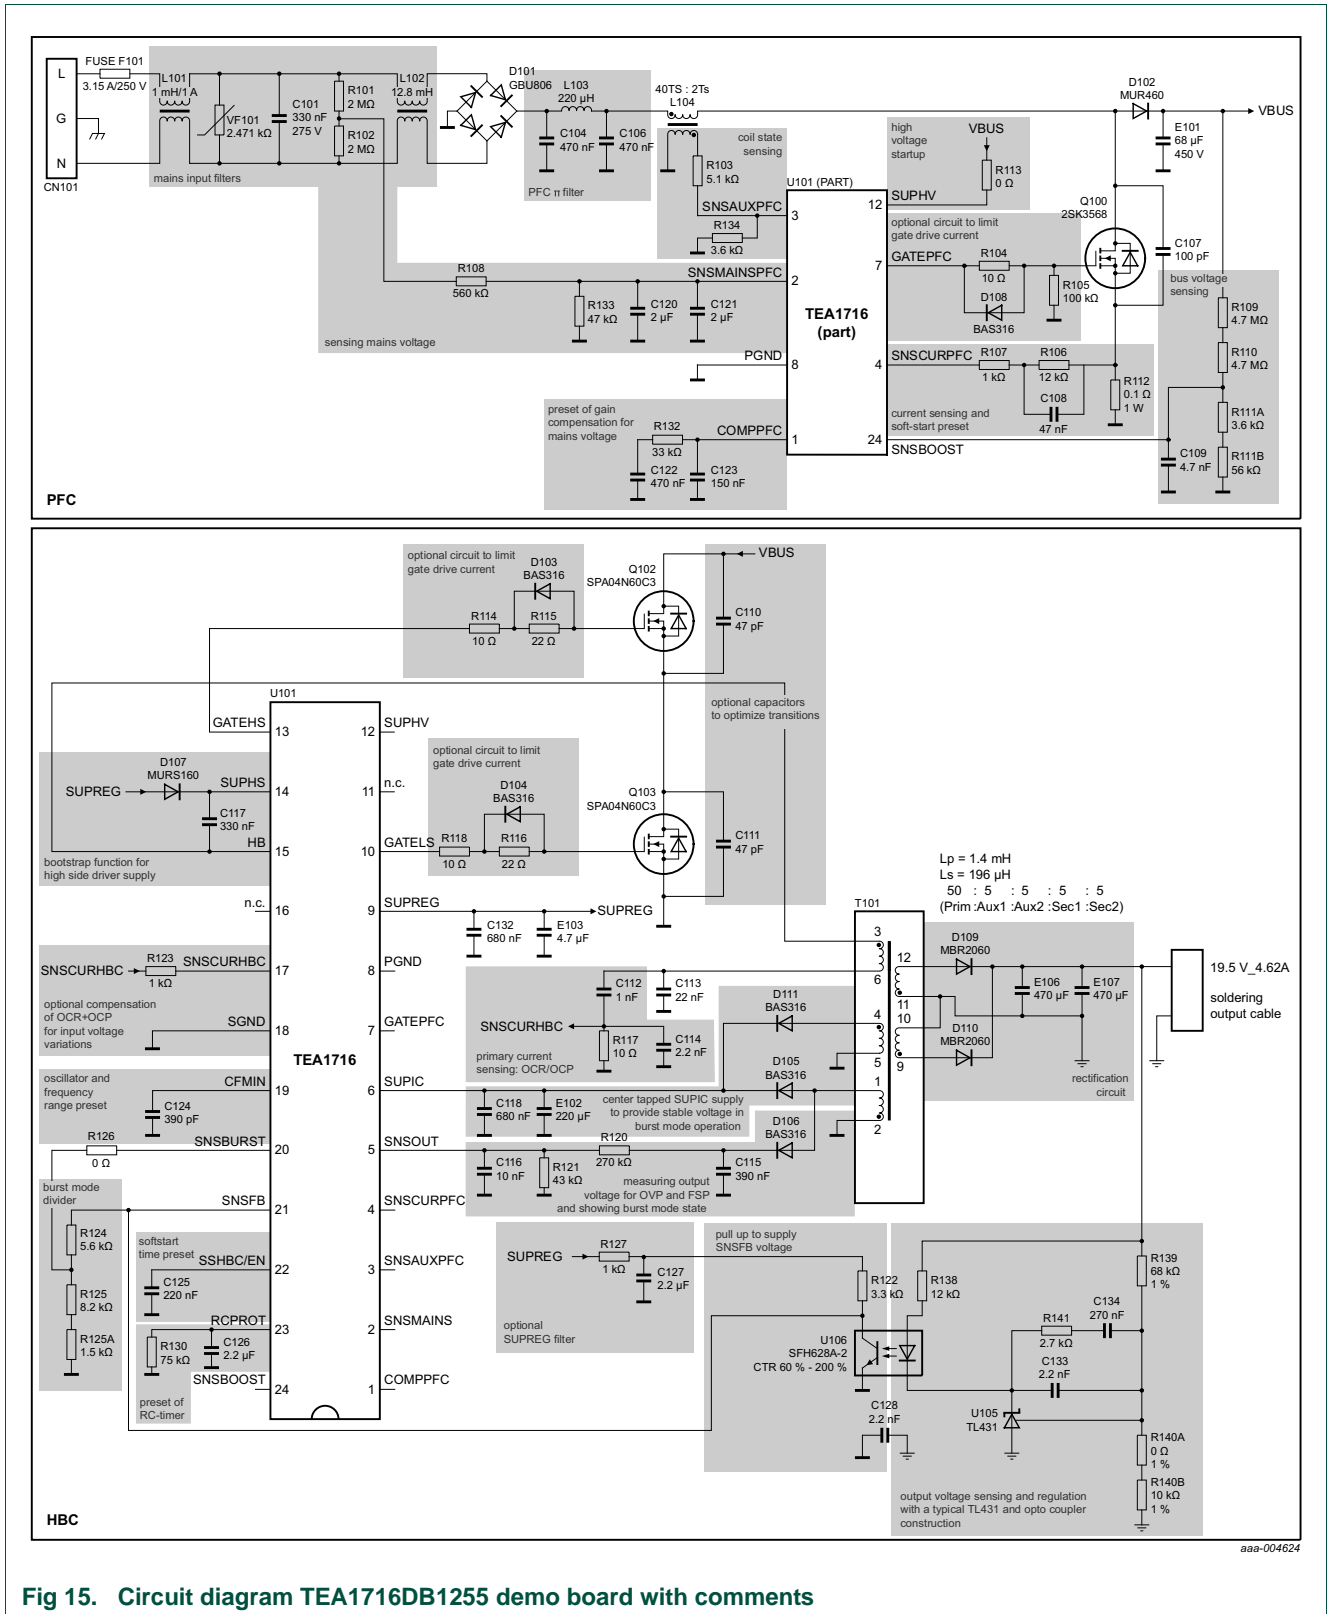 L
G
N
CN101
FUSE F101
3.15 A/250 V
L101
1 mH/1 A
VF101
2.471 kΩ
C101
330 nF
275 V
R101
2 MΩ
R102
2 MΩ
L102
12.8 mH
mains input filters
D101
GBU806
L103
220 µH
C104
470 nF
C106
470 nF
PFC π filter
40TS : 2Ts
L104
coil state
sensing
R103
5.1 kΩ
SNSAUXPFC
R134
3.6 kΩ
R108
560 kΩ
SNSMAINSPFC
R133
47 kΩ
C120
2 µF
C121
2 µF
sensing mains voltage
PGND
preset of gain
compensation for
mains voltage
R132
33 kΩ
COMPPFC
C122
470 nF
C123
150 nF
U101 (PART)
3
2
8
1
12
7
4
24
TEA1716
(part)
high
voltage
startup
VBUS
R113
0 Ω
SUPHV
optional circuit to limit
gate drive current
GATEPFC
R104
10 Ω
D108
BAS316
R105
100 kΩ
Q100
2SK3568
D102
MUR460
VBUS
E101
68 µF
450 V
C107
100 pF
bus voltage
sensing
R109
4.7 MΩ
R110
4.7 MΩ
R111A
3.6 kΩ
R111B
56 kΩ
SNSCURPFC
R107
1 kΩ
R106
12 kΩ
C108
47 nF
R112
0.1 Ω
1 W
current sensing and
soft-start preset
SNSBOOST
C109
4.7 nF
PFC
optional circuit to limit
gate drive current
D103
BAS316
R114
10 Ω
R115
22 Ω
Q102
SPA04N60C3
VBUS
C110
47 pF
optional capacitors
to optimize transitions
U101
GATEHS
13
12
SUPHV
D107
MURS160
SUPREG
SUPHS
14
11
n.c.
C117
330 nF
HB
15
10
GATELS
bootstrap function for
high side driver supply
optional circuit to limit
gate drive current
D104
BAS316
R118
10 Ω
R116
22 Ω
Q103
SPA04N60C3
C111
47 pF
n.c.
16
9
SUPREG
SUPREG
C132
680 nF
E103
4.7 µF
SNSCURHBC
R123
1 kΩ
SNSCURHBC
17
8
PGND
optional compensation
of OCR+OCP
for input voltage
variations
SGND
18
7
GATEPFC
TEA1716
C112
1 nF
C113
22 nF
SNSCURHBC
R117
10 Ω
C114
2.2 nF
primary current
sensing: OCR/OCP
D111
BAS316
D105
BAS316
oscillator and
frequency
range preset
CFMIN
19
6
SUPIC
C124
390 pF
C118
680 nF
E102
220 µF
center tapped SUPIC supply
to provide stable voltage in
burst mode operation
D106
BAS316
R126
0 Ω
SNSBURST
20
5
SNSOUT
R120
270 kΩ
C116
10 nF
R121
43 kΩ
C115
390 nF
measuring output
voltage for OVP and FSP
and showing burst mode state
burst mode
divider
SNSFB
21
4
SNSCURPFC
R124
5.6 kΩ
R125
8.2 kΩ
R125A
1.5 kΩ
softstart
time preset
SSHBC/EN
22
3
SNSAUXPFC
C125
220 nF
RCPROT
23
2
SNSMAINS
R130
75 kΩ
C126
2.2 µF
SNSBOOST
24
1
COMPPFC
preset of
RC-timer
Lp = 1.4 mH
Ls = 196 µH
50 : 5 : 5 : 5 : 5
(Prim :Aux1 :Aux2 :Sec1 :Sec2)
T101
3
6
4
5
1
2
12
11
10
9
D109
MBR2060
D110
MBR2060
E106
470 µF
E107
470 µF
rectification
circuit
19.5 V_4.62A
soldering
output cable
SUPREG
R127
1 kΩ
C127
2.2 µF
optional
SUPREG filter
pull up to supply
SNSFB voltage
R122
3.3 kΩ
U106
SFH628A-2
CTR 60 % - 200 %
C128
2.2 nF
R138
12 kΩ
R139
68 kΩ
1 %
R141
2.7 kΩ
C134
270 nF
C133
2.2 nF
U105
TL431
R140A
0 Ω
1 %
R140B
10 kΩ
1 %
output voltage sensing and regulation
with a typical TL431 and opto coupler
construction
HBC
aaa-004624
Fig 15. Circuit diagram TEA1716DB1255 demo board with comments